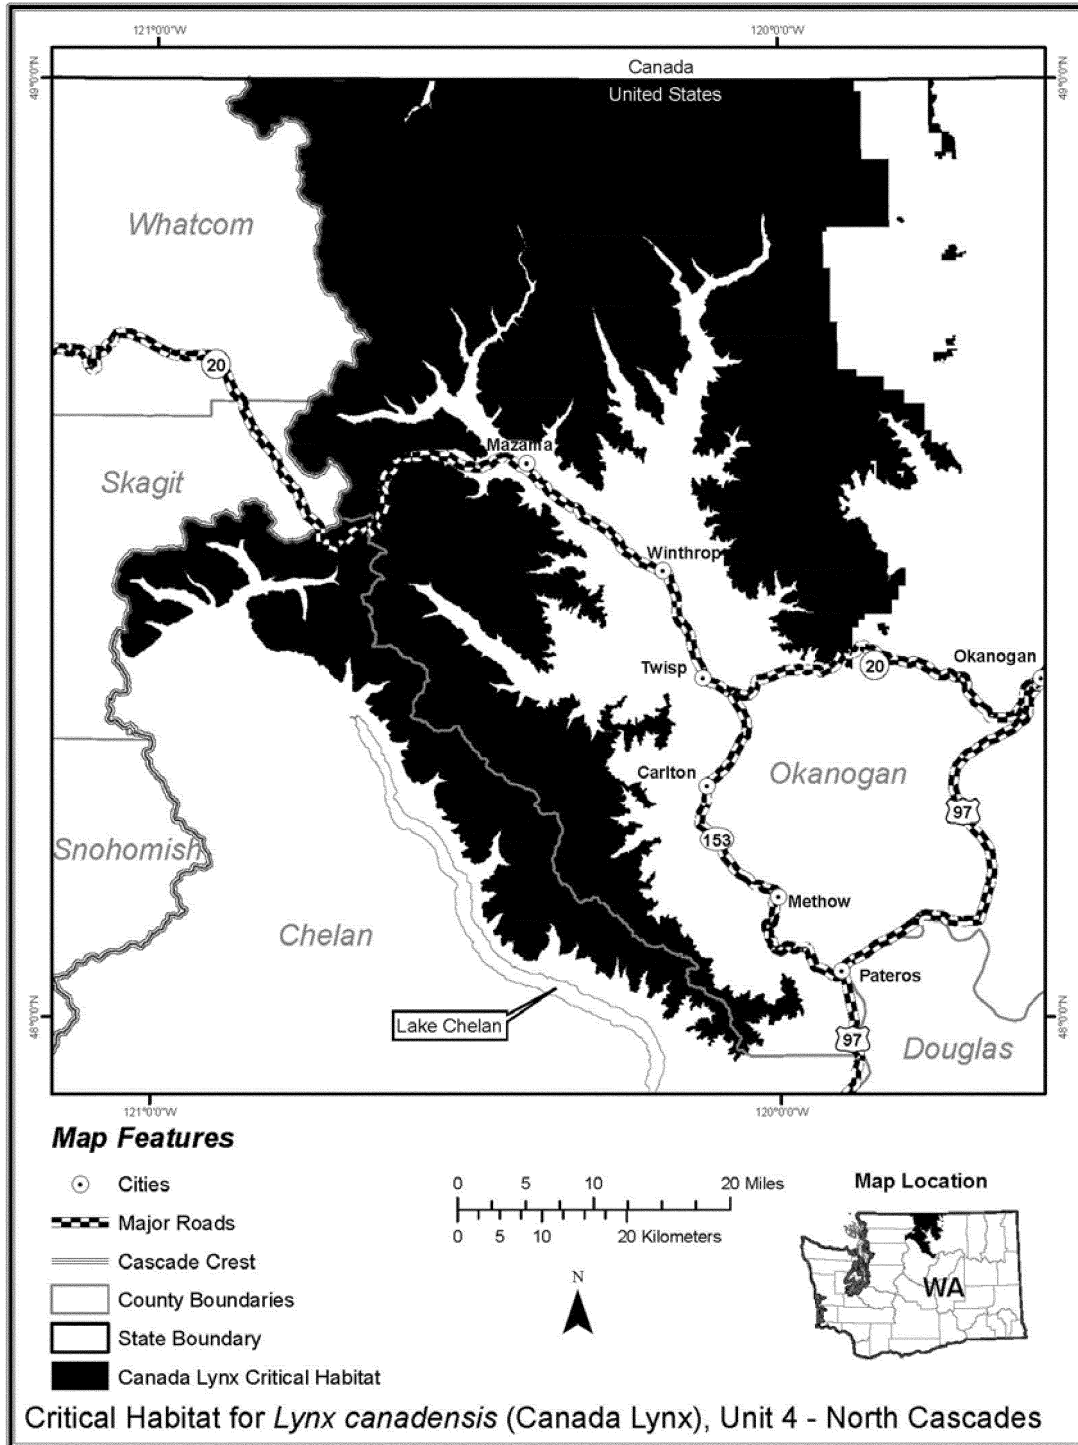 121°0'0"W
120°0'0"W
49°0'0"N
49°0'0"N
Canada
United States
Whatcom
20
Mazama
Skagit
Winthrop
Twisp
20
Okanogan
Carlton
Okanogan
97
153
Snohomish
Methow
Chelan
Pateros
Lake Chelan
48°0'0"N
48°0'0"N
97
Douglas
121°0'0"W
120°0'0"W
Map Features
Cities
Major Roads
Cascade Crest
County Boundaries
State Boundary
Canada Lynx Critical Habitat
0 5 10 20 Miles
0 5 10 20 Kilometers
N
Map Location
WA
Critical Habitat for Lynx canadensis (Canada Lynx), Unit 4 - North Cascades